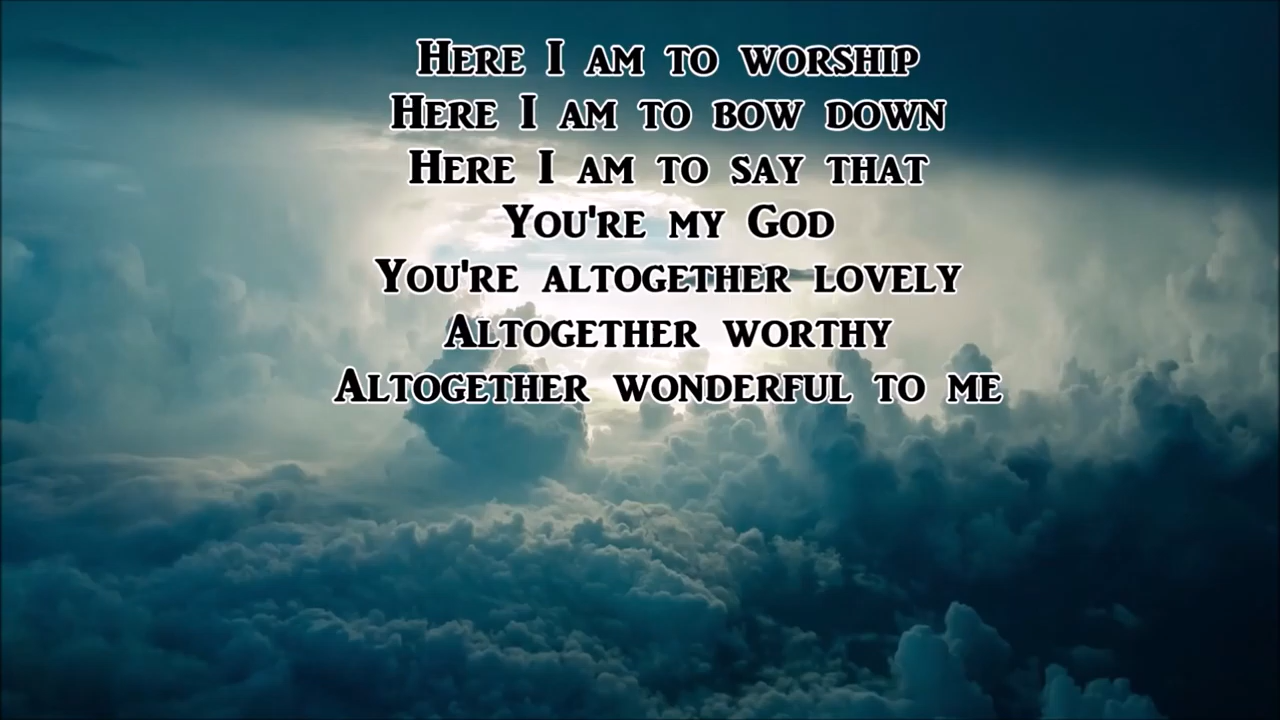 Here I am to worship
Here I am to bow down
Here I am to say that
You're my God
You're altogether lovely
Altogether worthy
Altogether wonderful to me